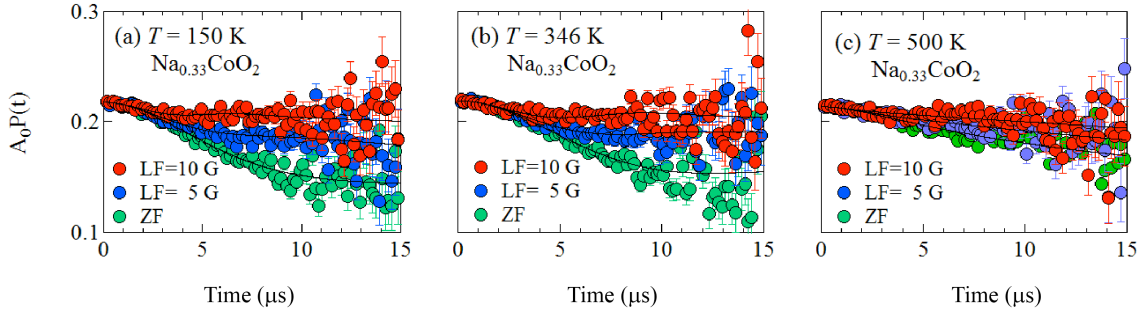 0.3
0.2
0.1
A₀P(t)
(a) T = 150 K
Na₀.₃₃CoO₂
LF=10 G
LF= 5 G
ZF
0 5 10 15
Time (μs)
(b) T = 346 K
Na₀.₃₃CoO₂
LF=10 G
LF= 5 G
ZF
0 5 10 15
Time (μs)
(c) T = 500 K
Na₀.₃₃CoO₂
LF=10 G
LF= 5 G
ZF
0 5 10 15
Time (μs)